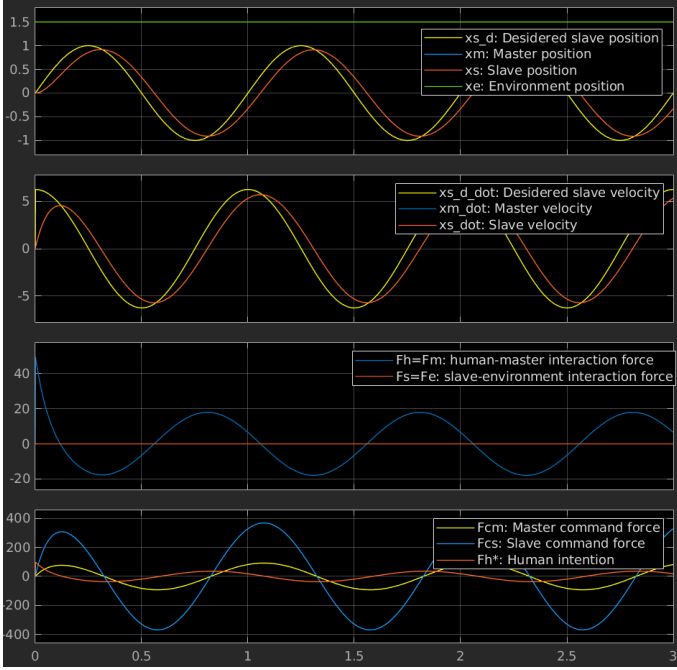 1.5
1
0.5
0
-0.5
-1
xs_d: Desidered slave position
xm: Master position
xs: Slave position
xe: Environment position
5
0
-5
xs_d_dot: Desidered slave velocity
xm_dot: Master velocity
xs_dot: Slave velocity
40
20
0
-20
Fh=Fm: human-master interaction force
Fs=Fe: slave-environment interaction force
400
200
0
-200
-400
Fcm: Master command force
Fcs: Slave command force
Fh*: Human intention
0 0.5 1 1.5 2 2.5 3